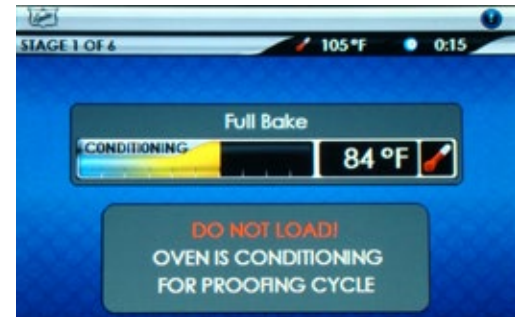 STAGE 1 OF 6
105°F
0:15
Full Bake
CONDITIONING
84 °F
DO NOT LOAD!
OVEN IS CONDITIONING
FOR PROOFING CYCLE